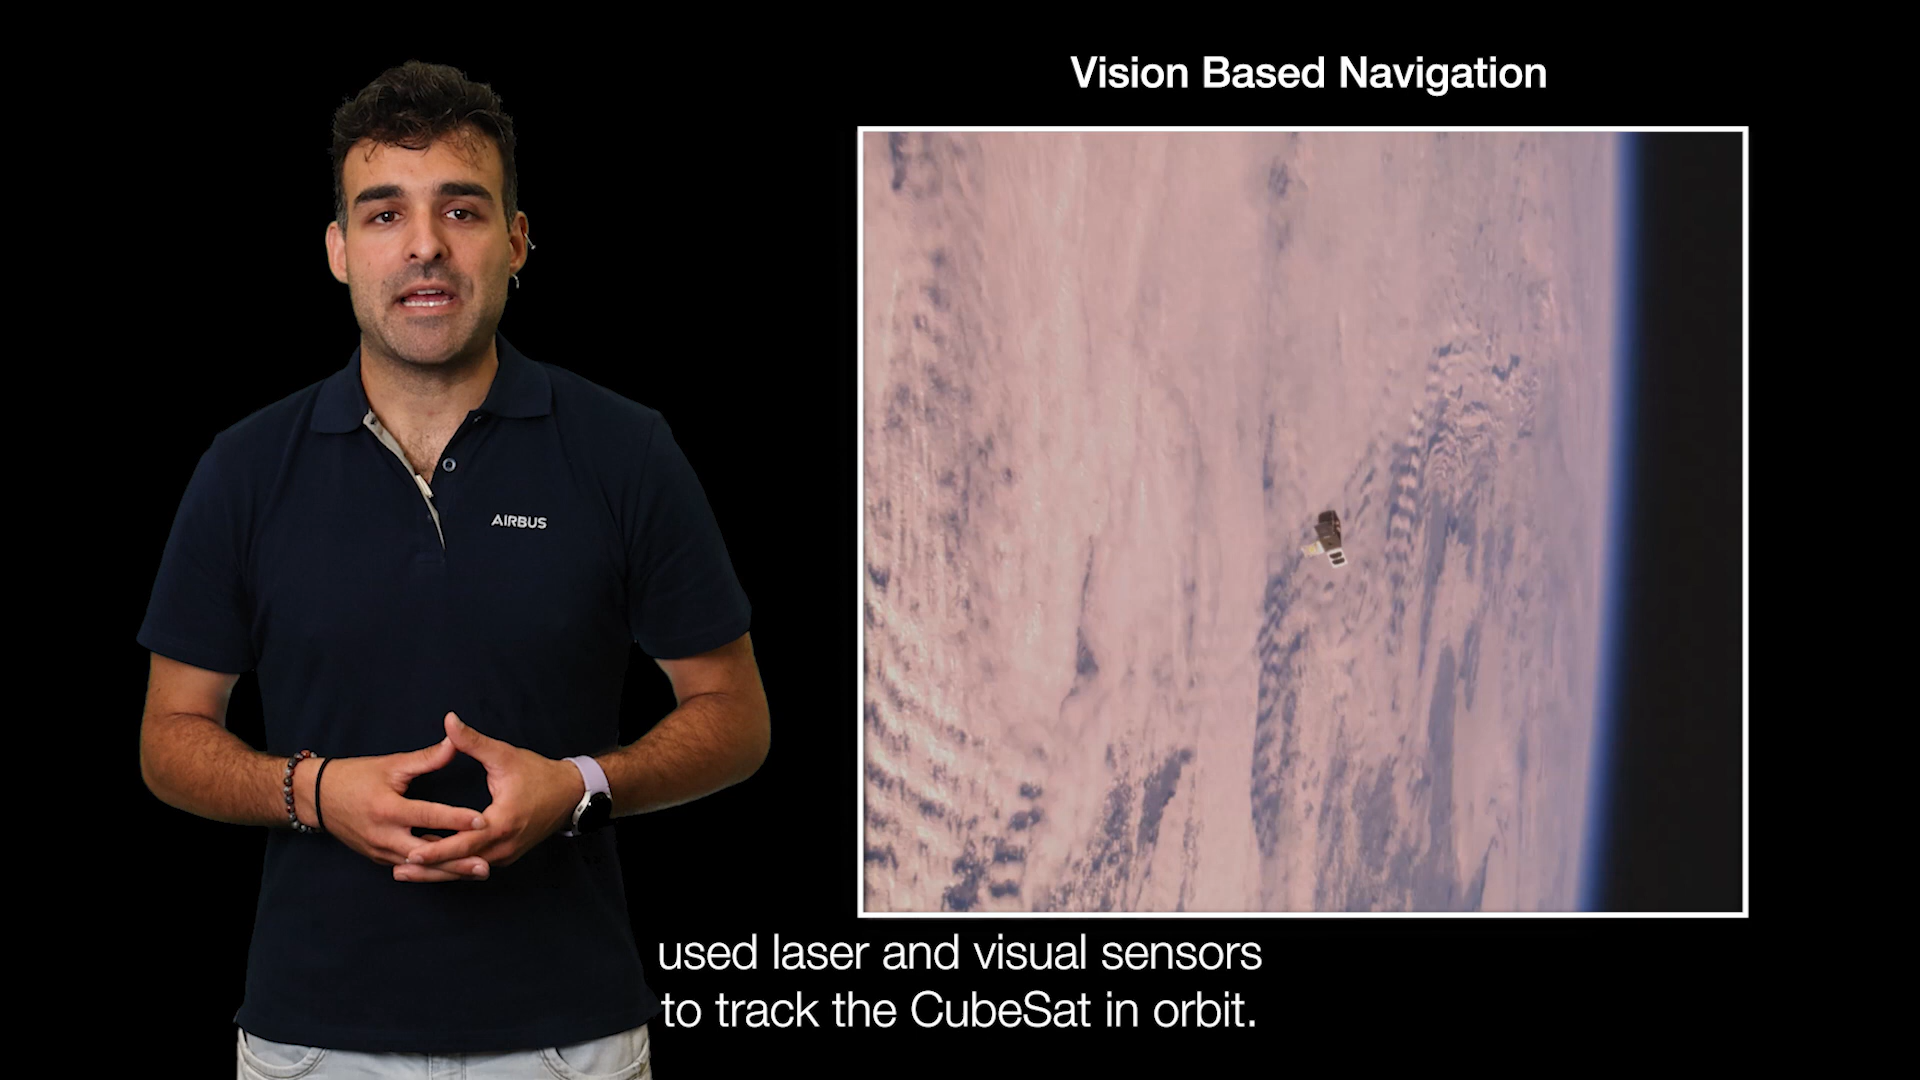 Vision Based Navigation
AIRBUS
used laser and visual sensors
to track the CubeSat in orbit.